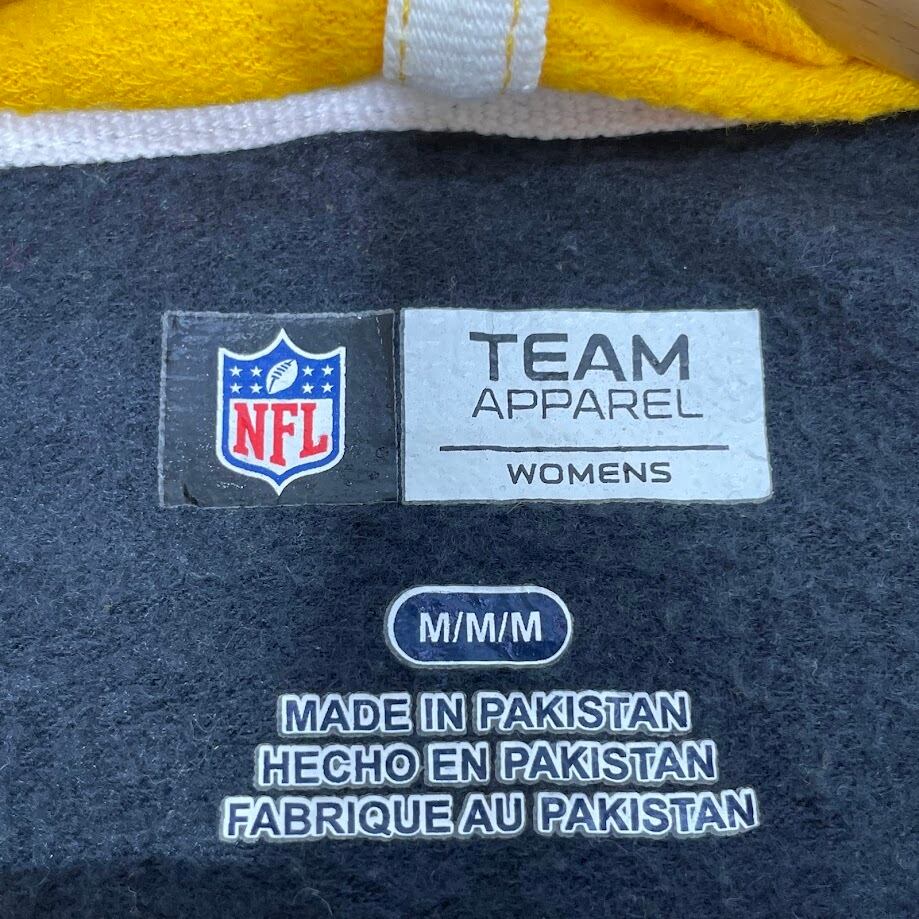 NFL
TEAM
APPAREL
WOMENS
M/M/M
MADE IN PAKISTAN
HECHO EN PAKISTAN
FABRIQUE AU PAKISTAN